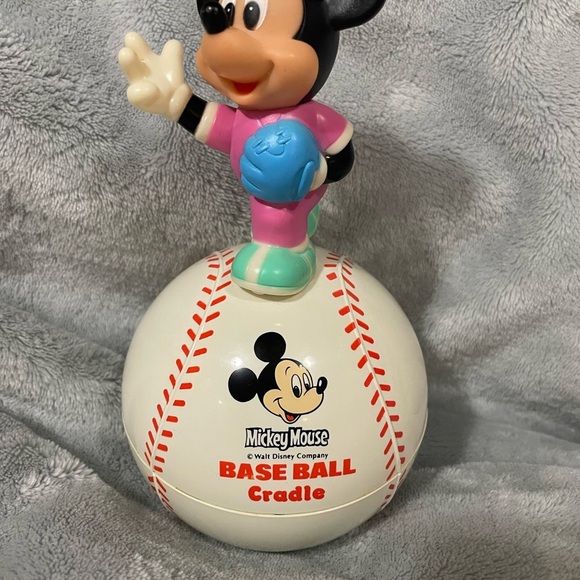 Mickey Mouse
© Walt Disney Company
BASE BALL
Cradle